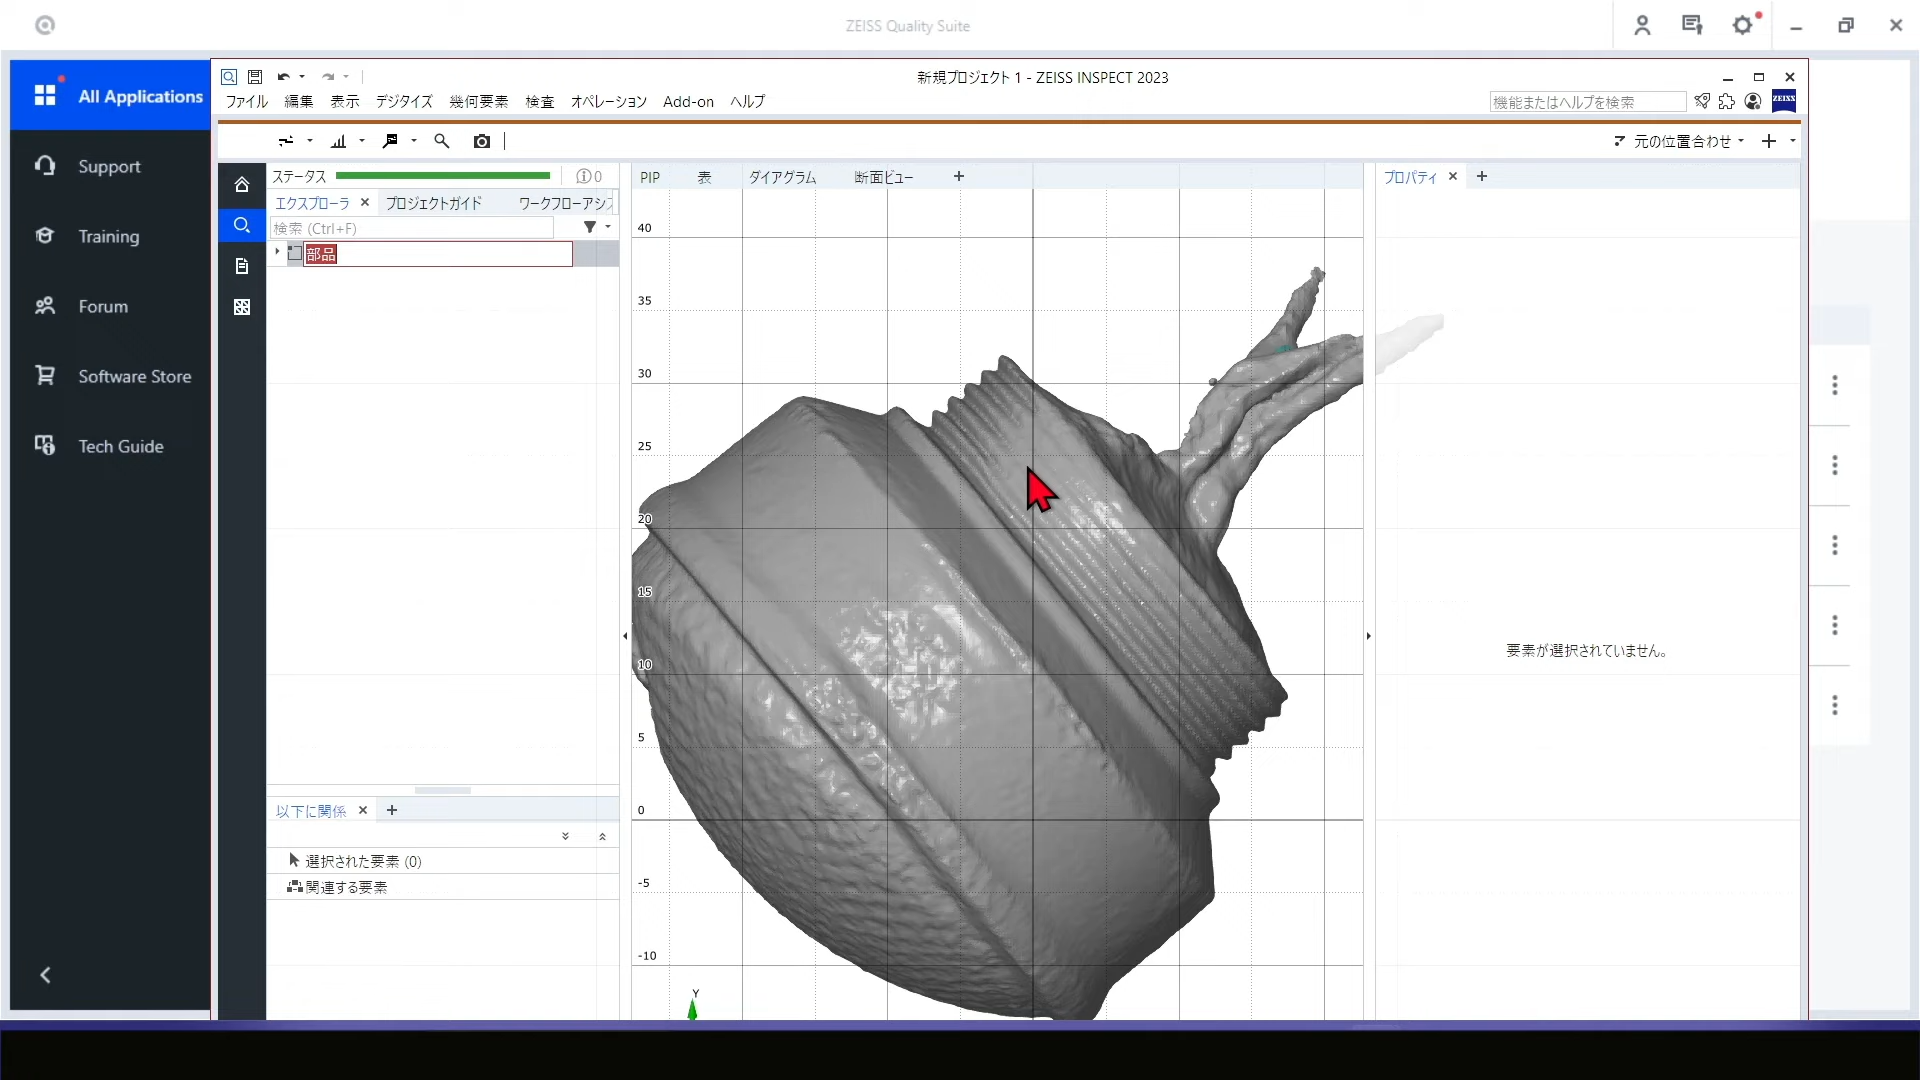 ZEISS Quality Suite
All Applications
Support
Training
Forum
Software Store
Tech Guide
新規プロジェクト 1 - ZEISS INSPECT 2023
ファイル 編集 表示 デジタイズ 幾何要素 検査 オペレーション Add-on ヘルプ
機能またはヘルプを検索
ZEISS
元の位置合わせ
ステータス
0
エクスプローラ プロジェクトガイド ワークフローアシ
検索 (Ctrl+F)
部品
以下に関係
選択された要素 (0)
関連する要素
PIP 表 ダイアグラム 断面ビュー
40
35
30
25
20
15
10
5
0
-5
-10
Y
プロパティ
要素が選択されていません。